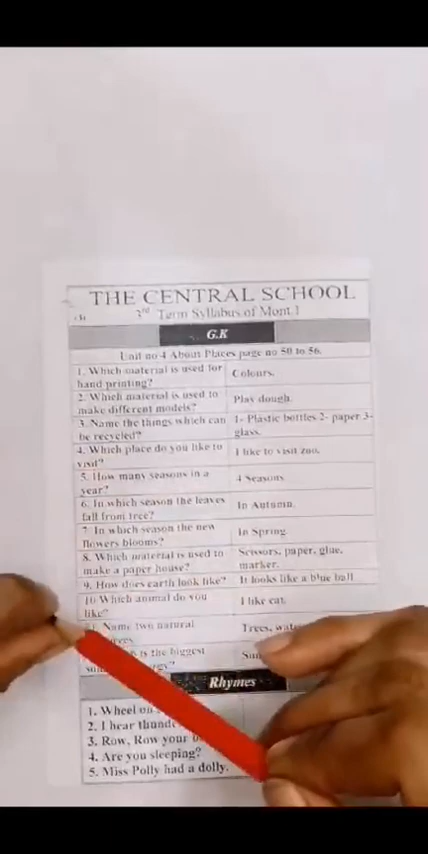 THE CENTRAL SCHOOL
3rd Term Syllabus of Mont.1
G.K
Unit no 4 About Places page no 50 to 56.
1. Which material is used for hand printing?
Colours.
2. Which material is used to make different models?
Play dough.
3. Name the things which can be recycled?
1- Plastic bottles 2- paper 3- glass.
4. Which place do you like to visit?
I like to visit zoo.
5. How many seasons in a year?
4 Seasons
6. In which season the leaves fall from tree?
In Autumn.
7. In which season the new flowers blooms?
In Spring.
8. Which material is used to make a paper house?
Scissors, paper, glue, marker.
9. How does earth look like?
It looks like a blue ball
10. Which animal do you like?
I like cat.
Name two natural
Trees,
is the biggest
Rhymes
1. Wheel on
2. I hear
3. Row, Row your
4. Are you sleeping?
5. Miss Polly had a dolly.